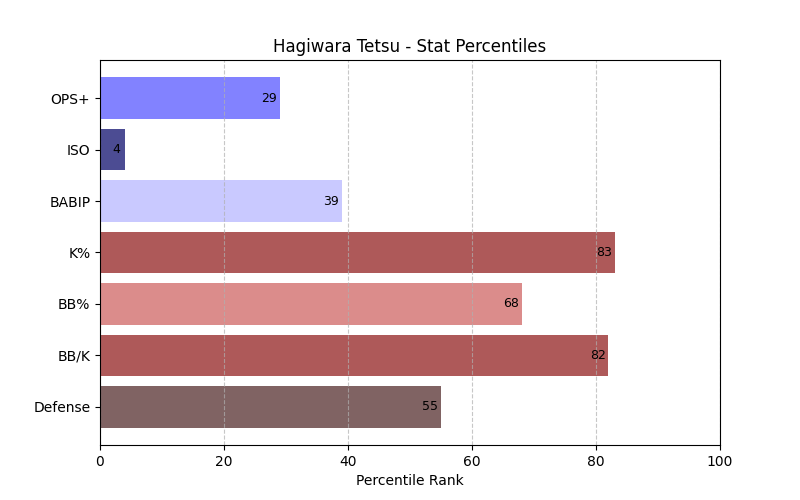 Hagiwara Tetsu - Stat Percentiles
OPS+ 29
ISO 4
BABIP 39
K% 83
BB% 68
BB/K 82
Defense 55
0 20 40 60 80 100
Percentile Rank